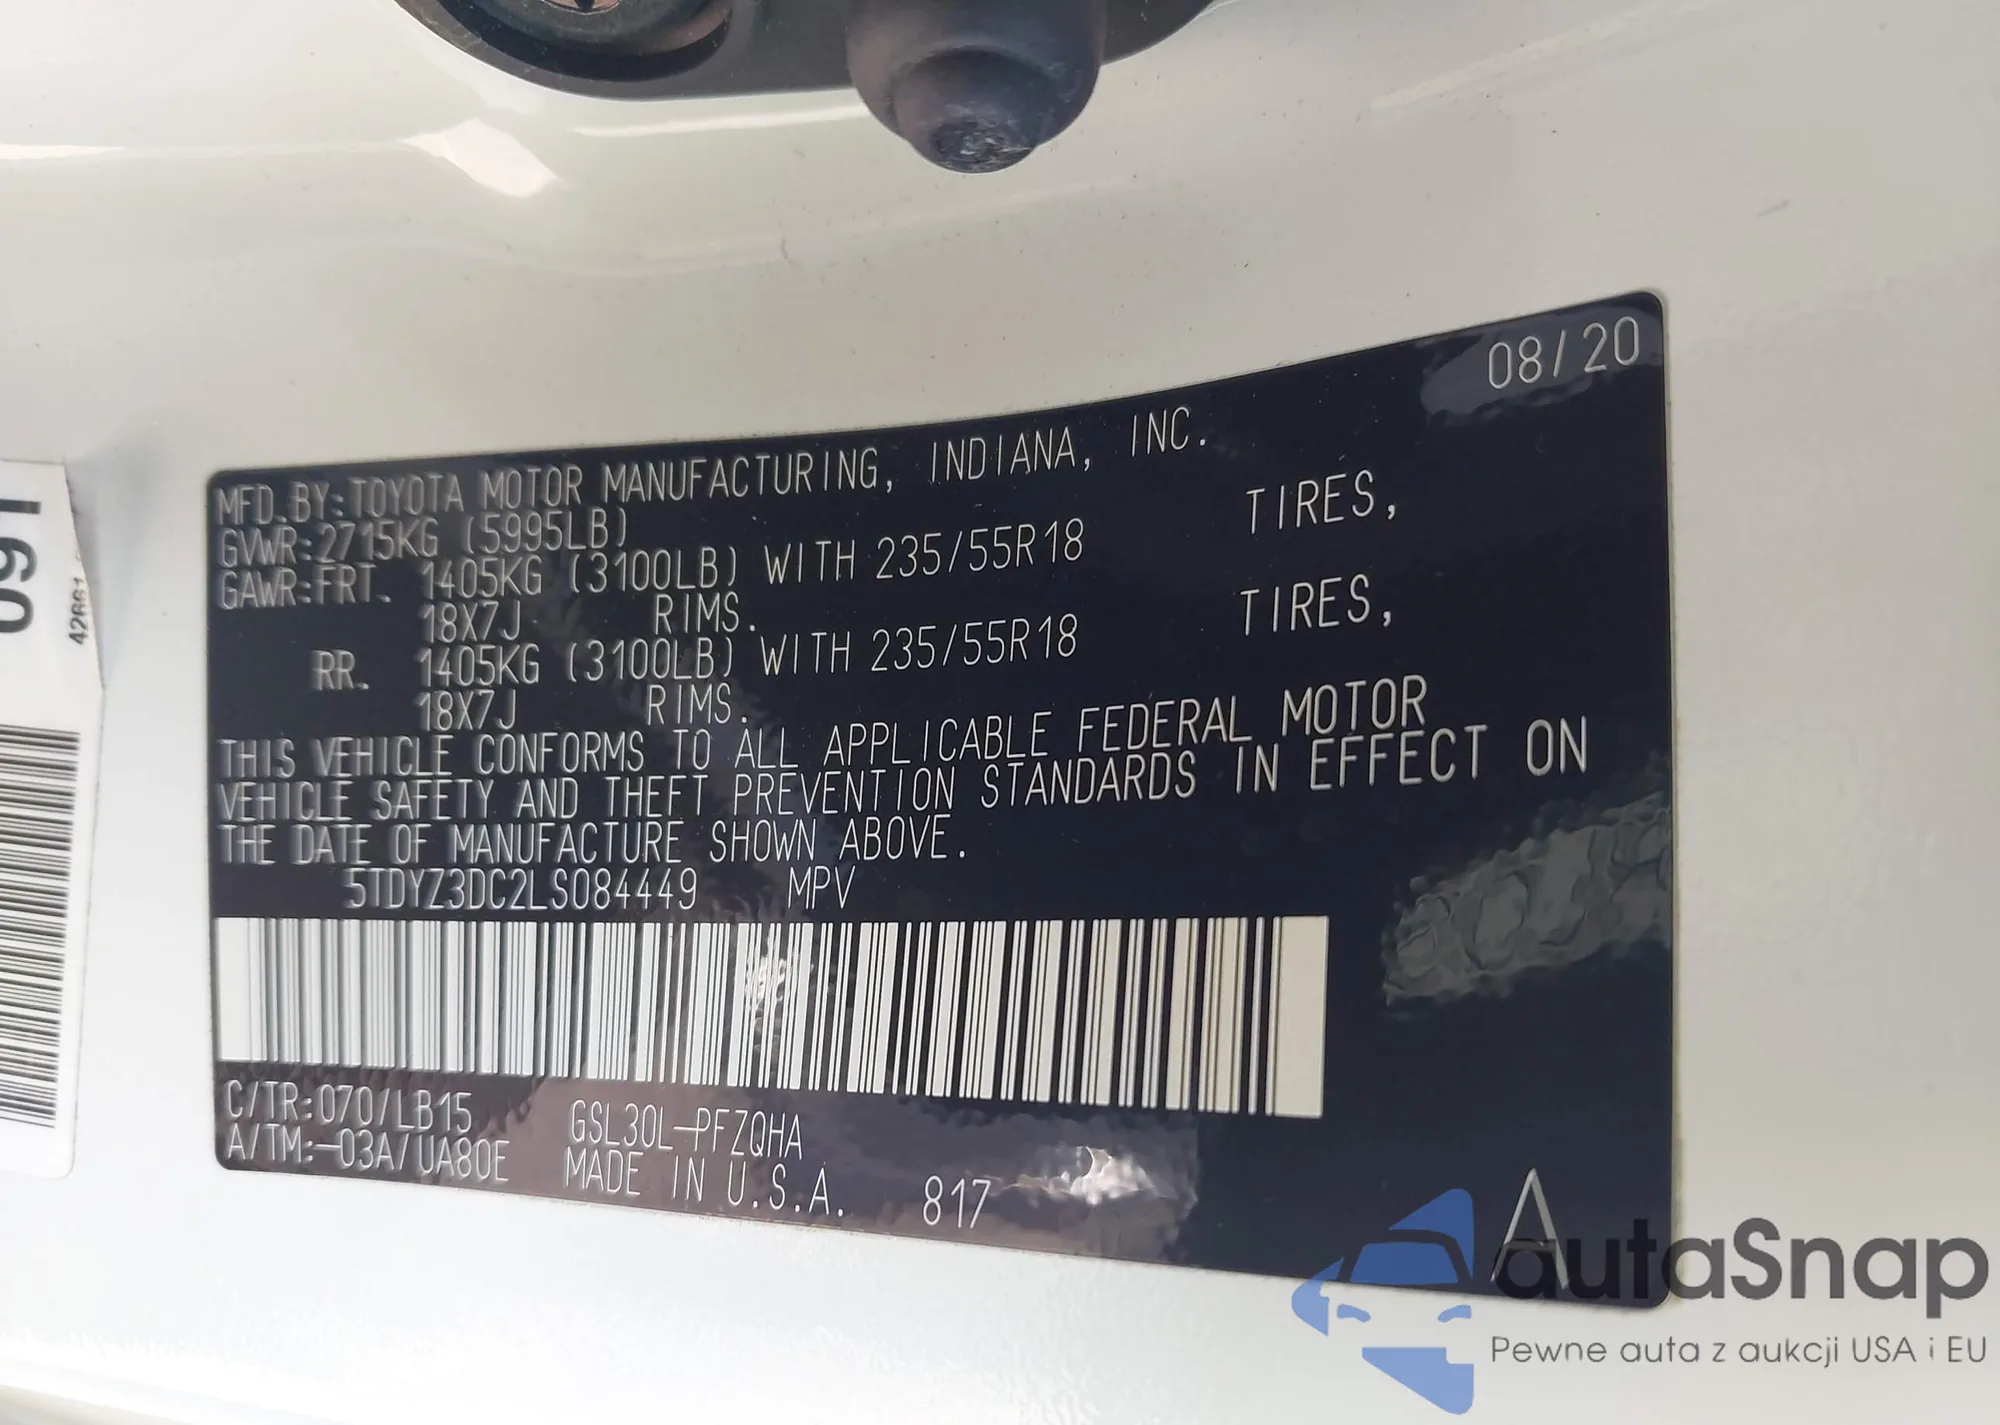 08/20
MFD. BY:TOYOTA MOTOR MANUFACTURING, INDIANA, INC.
GVWR:2715KG (5995LB)
GAWR:FRT. 1405KG (3100LB) WITH 235/55R18 TIRES,
18X7J RIMS.
RR. 1405KG (3100LB) WITH 235/55R18 TIRES,
18X7J RIMS.
THIS VEHICLE CONFORMS TO ALL APPLICABLE FEDERAL MOTOR
VEHICLE SAFETY AND THEFT PREVENTION STANDARDS IN EFFECT ON
THE DATE OF MANUFACTURE SHOWN ABOVE.
5TDYZ3DC2LS084449 MPV
C/TR:070/LB15 GSL30L-PFZQHA
A/TM:-03A/UA80E MADE IN U.S.A. 817
A
42661
autaSnap
Pewne auta z aukcji USA i EU